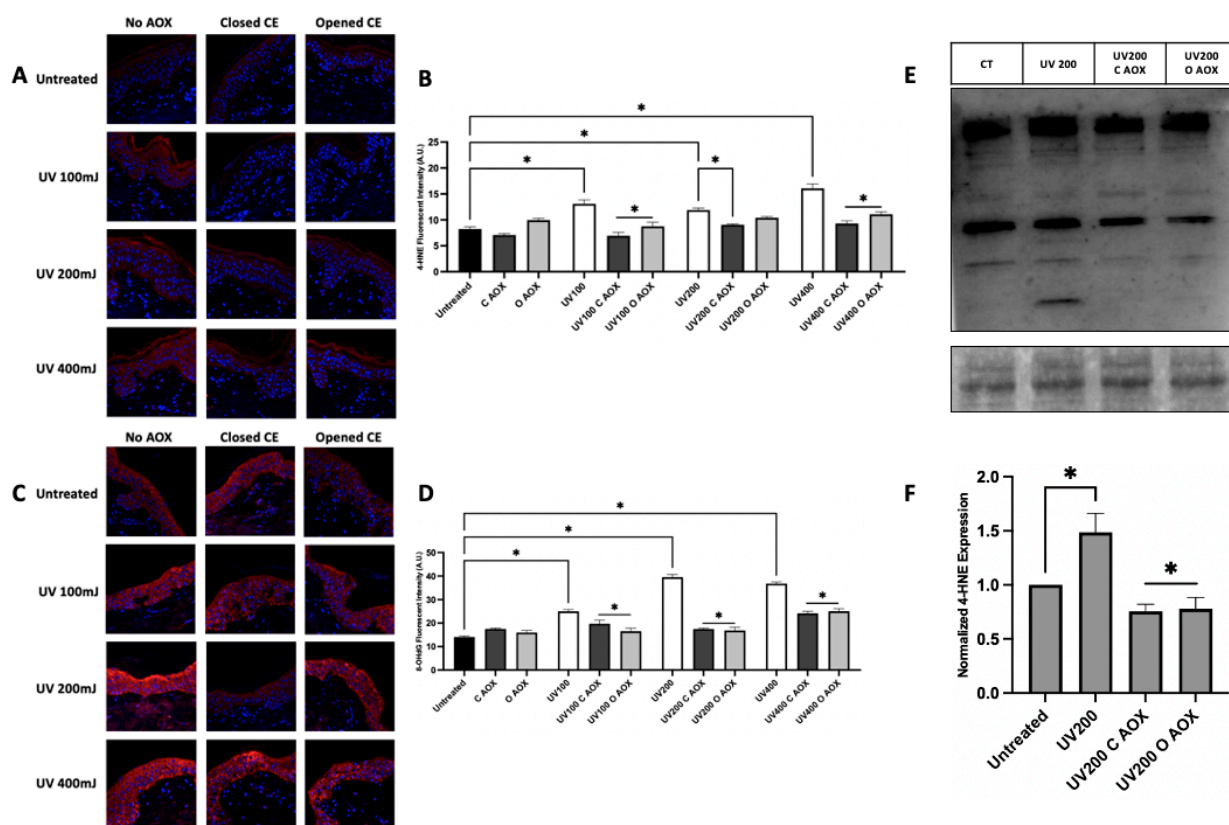 A
No AOX Closed CE Opened CE
Untreated
UV 100mJ
UV 200mJ
UV 400mJ
B
4-HNE Fluorescent Intensity (A.U.)
25
20
15
10
5
0
* * * * * *
Untreated
C AOX
O AOX
UV100
UV100 C AOX
UV100 O AOX
UV200
UV200 C AOX
UV200 O AOX
UV400
UV400 C AOX
UV400 O AOX
C
No AOX Closed CE Opened CE
Untreated
UV 100mJ
UV 200mJ
UV 400mJ
D
8-OHdG Fluorescent Intensity (A.U.)
50
40
30
20
10
0
* * * * * *
Untreated
C AOX
O AOX
UV100
UV100 C AOX
UV100 O AOX
UV200
UV200 C AOX
UV200 O AOX
UV400
UV400 C AOX
UV400 O AOX
E
CT
UV 200
UV200
C AOX
UV200
O AOX
F
Normalized 4-HNE Expression
2.0
1.5
1.0
0.5
0.0
* *
Untreated
UV200
UV200 C AOX
UV200 O AOX